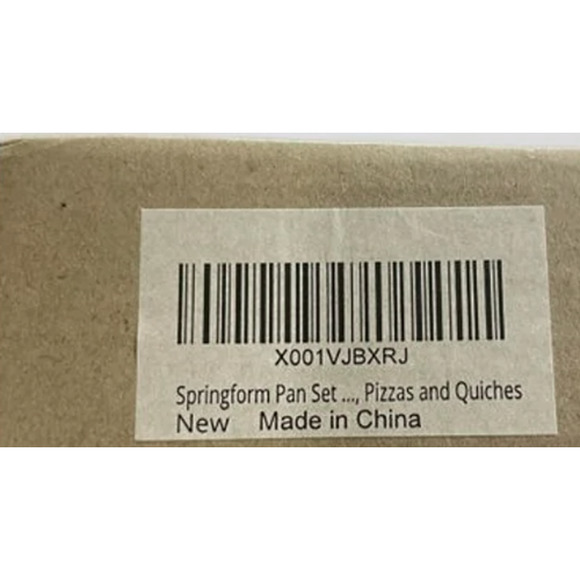 X001VJBXRJ
Springform Pan Set ..., Pizzas and Quiches
New Made in China